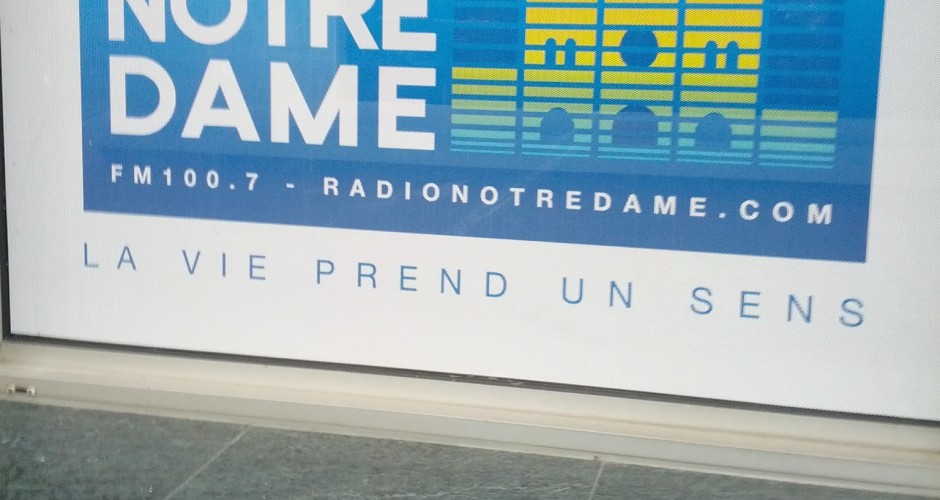 NOTRE
DAME
FM100.7 - RADIONOTREDAME.COM
LA VIE PREND UN SENS